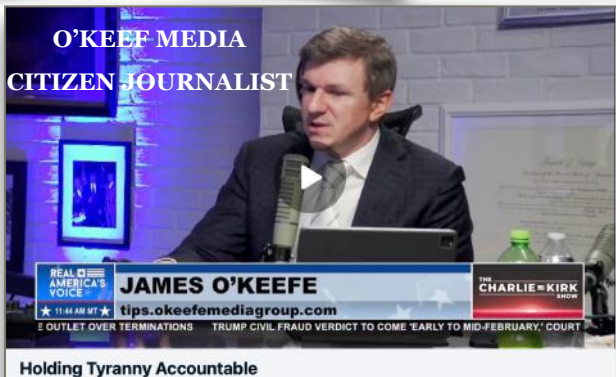 O’KEEF MEDIA
CITIZEN JOURNALIST
REAL
AMERICA'S
VOICE
11:44 AM MT
JAMES O'KEEFE
tips.okeefemediagroup.com
THE
CHARLIE KIRK
SHOW
E OUTLET OVER TERMINATIONS TRUMP CIVIL FRAUD VERDICT TO COME 'EARLY TO MID-FEBRUARY,' COURT
Holding Tyranny Accountable